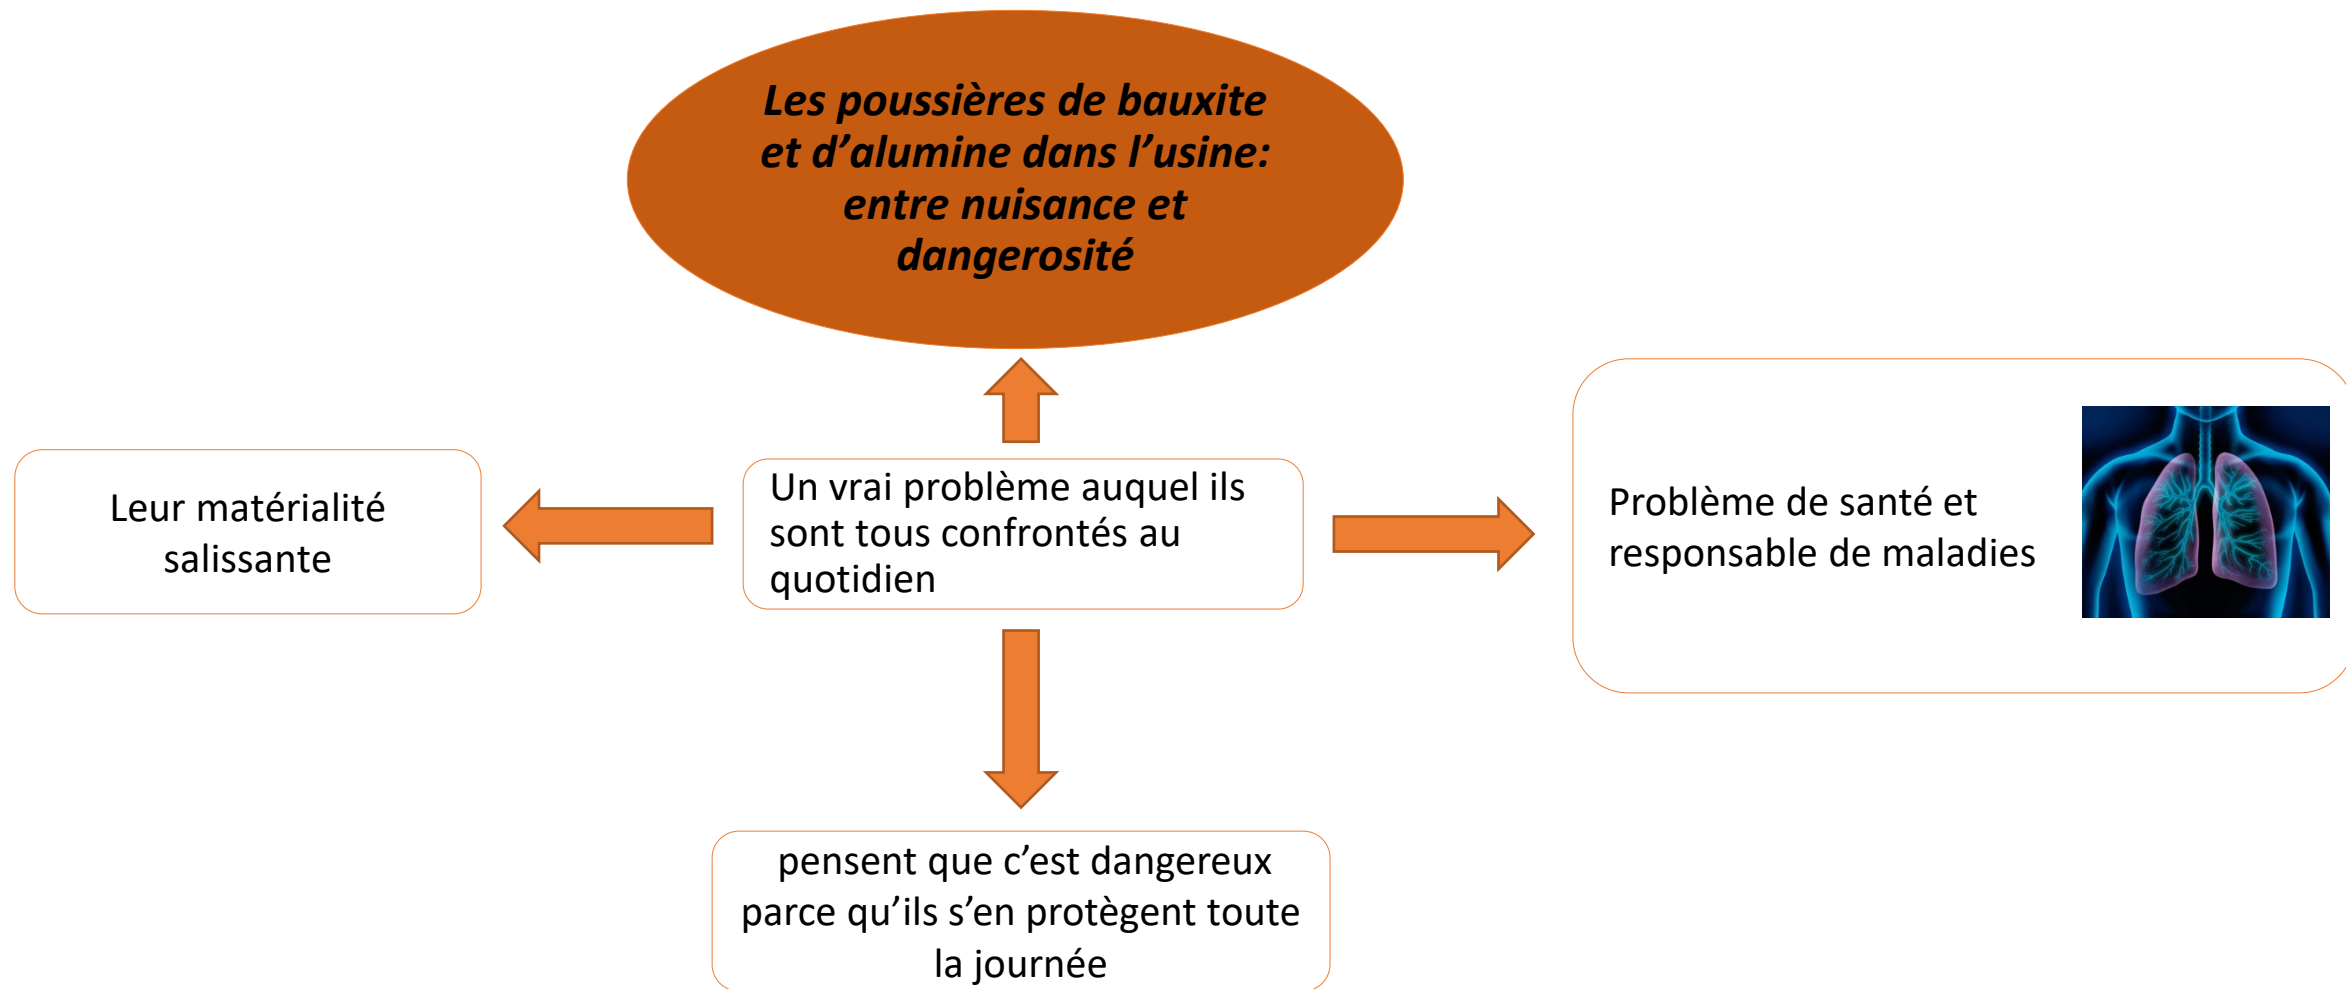 Les poussières de bauxite
et d’alumine dans l’usine:
entre nuisance et
dangerosité
Leur matérialité
salissante
Un vrai problème auquel ils
sont tous confrontés au
quotidien
Problème de santé et
responsable de maladies
pensent que c’est dangereux
parce qu’ils s’en protègent toute
la journée